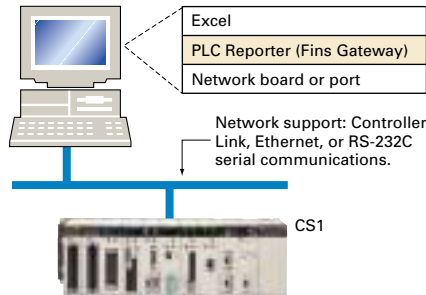 Excel
PLC Reporter (Fins Gateway)
Network board or port
Network support: Controller
Link, Ethernet, or RS-232C
serial communications.
CS1